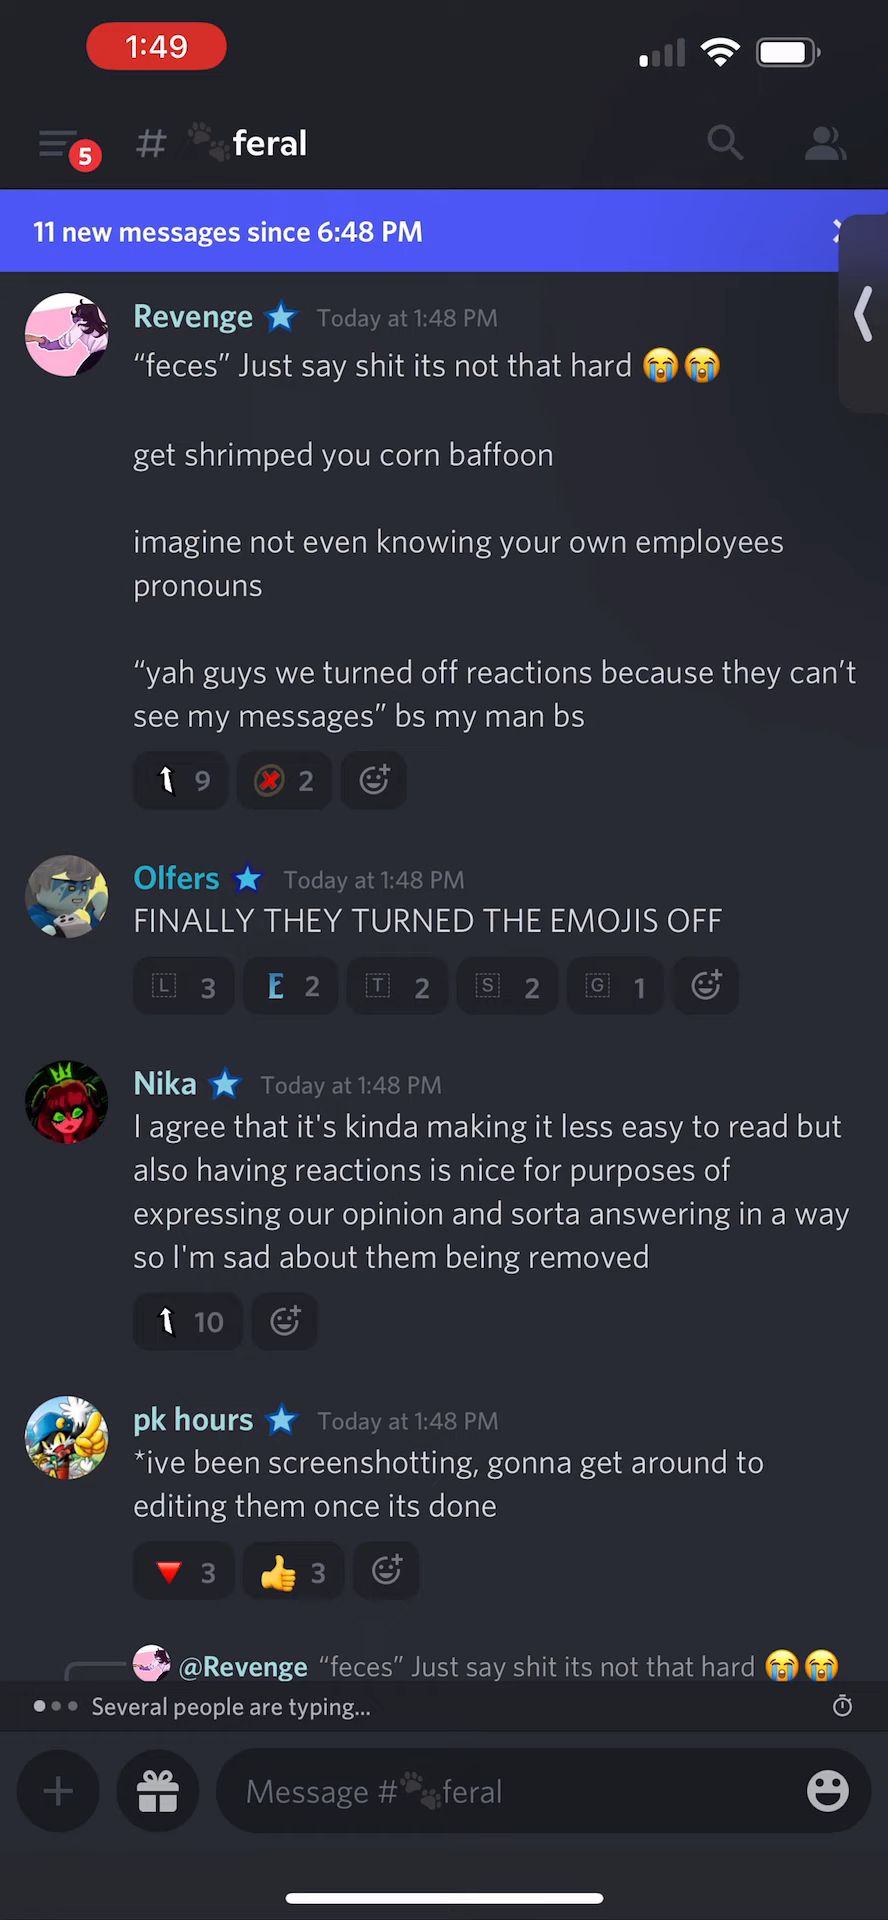 1:49
5
# 🐾feral
11 new messages since 6:48 PM
Revenge Today at 1:48 PM
“feces” Just say shit its not that hard 😭😭
get shrimped you corn baffoon
imagine not even knowing your own employees
pronouns
“yah guys we turned off reactions because they can’t
see my messages” bs my man bs
9 2
Olfers Today at 1:48 PM
FINALLY THEY TURNED THE EMOJIS OFF
L 3 E 2 T 2 S 2 G 1
Nika Today at 1:48 PM
I agree that it's kinda making it less easy to read but
also having reactions is nice for purposes of
expressing our opinion and sorta answering in a way
so I'm sad about them being removed
10
pk hours Today at 1:48 PM
*ive been screenshotting, gonna get around to
editing them once its done
3 👍 3
@Revenge “feces” Just say shit its not that hard 😭😭
Several people are typing...
Message #🐾feral